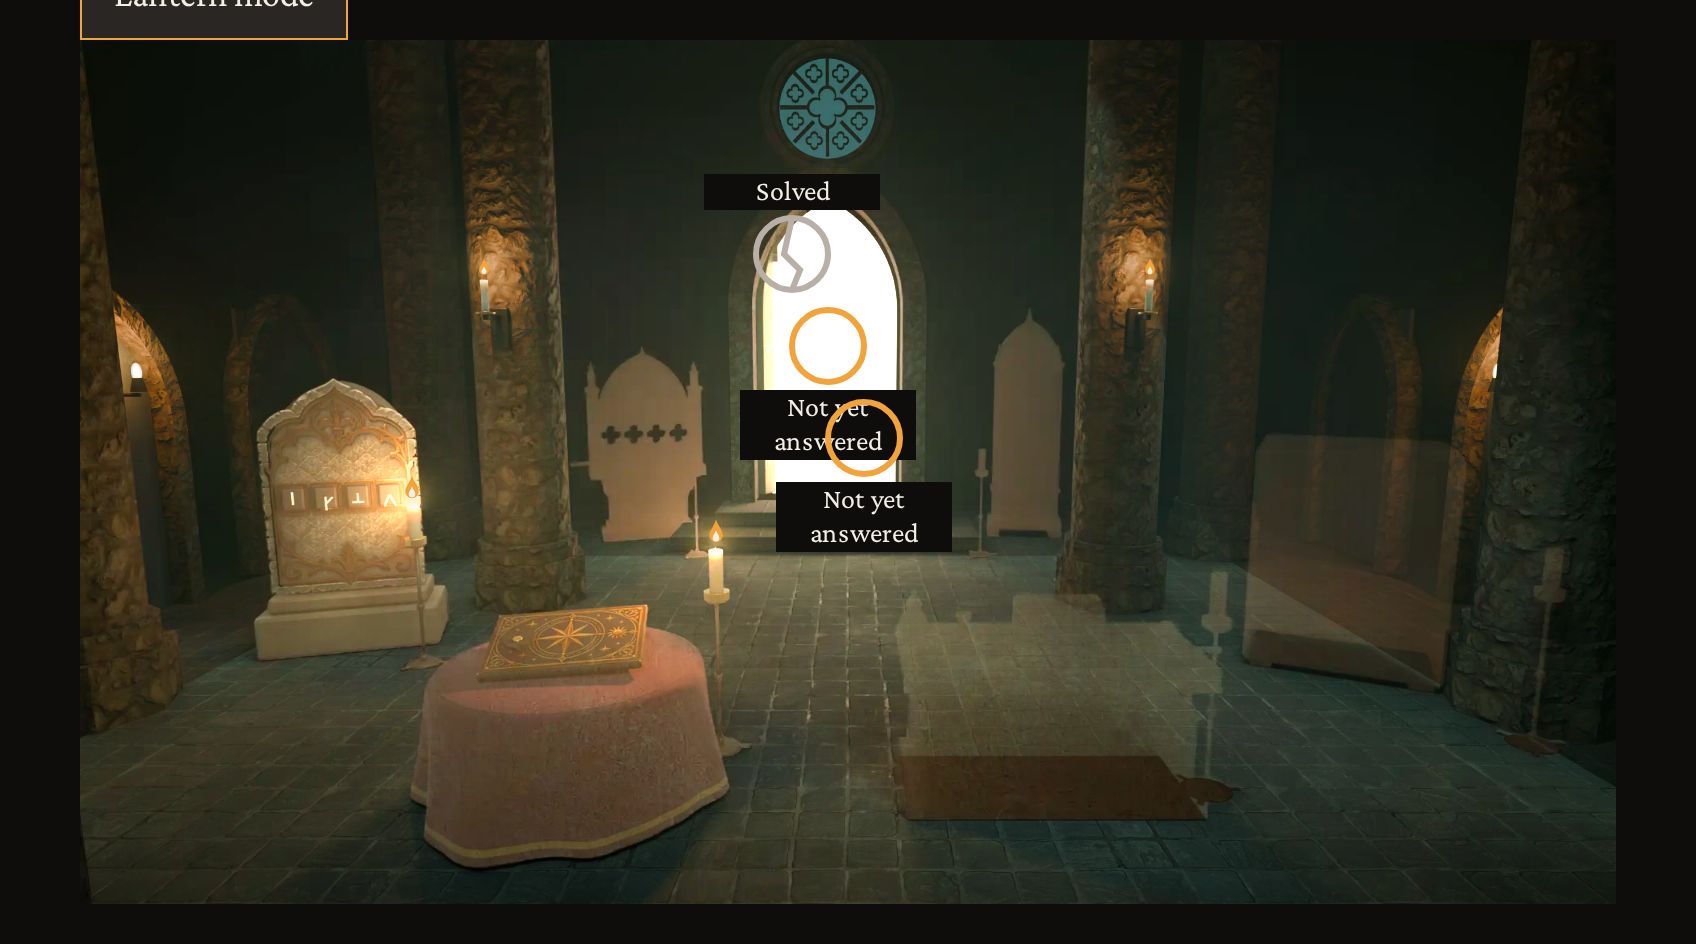 Lantern mode
Solved
Not yet
answered
Not yet
answered